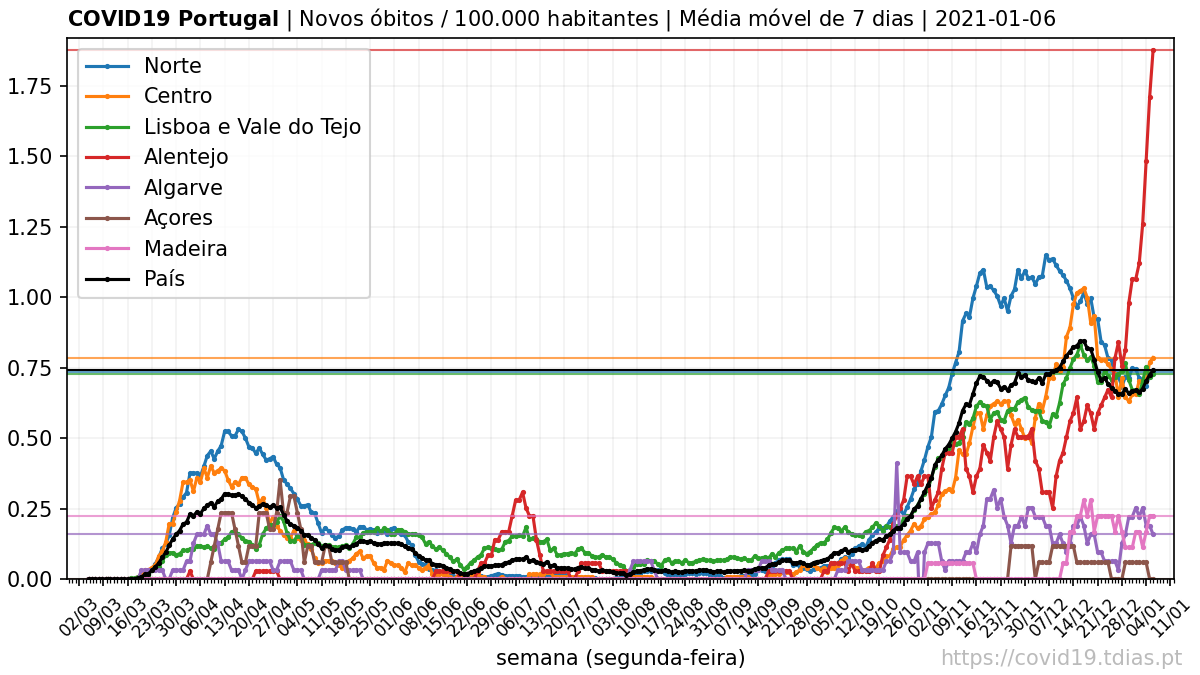 COVID19 Portugal | Novos óbitos / 100.000 habitantes | Média móvel de 7 dias | 2021-01-06
Norte
Centro
Lisboa e Vale do Tejo
Alentejo
Algarve
Açores
Madeira
País
1.75
1.50
1.25
1.00
0.75
0.50
0.25
0.00
02/03 09/03 16/03 23/03 30/03 06/04 13/04 20/04 27/04 04/05 11/05 18/05 25/05 01/06 08/06 15/06 22/06 29/06 06/07 13/07 20/07 27/07 03/08 10/08 17/08 24/08 31/08 07/09 14/09 21/09 28/09 05/10 12/10 19/10 26/10 02/11 09/11 16/11 23/11 30/11 07/12 14/12 21/12 28/12 04/01 11/01
semana (segunda-feira)
https://covid19.tdias.pt